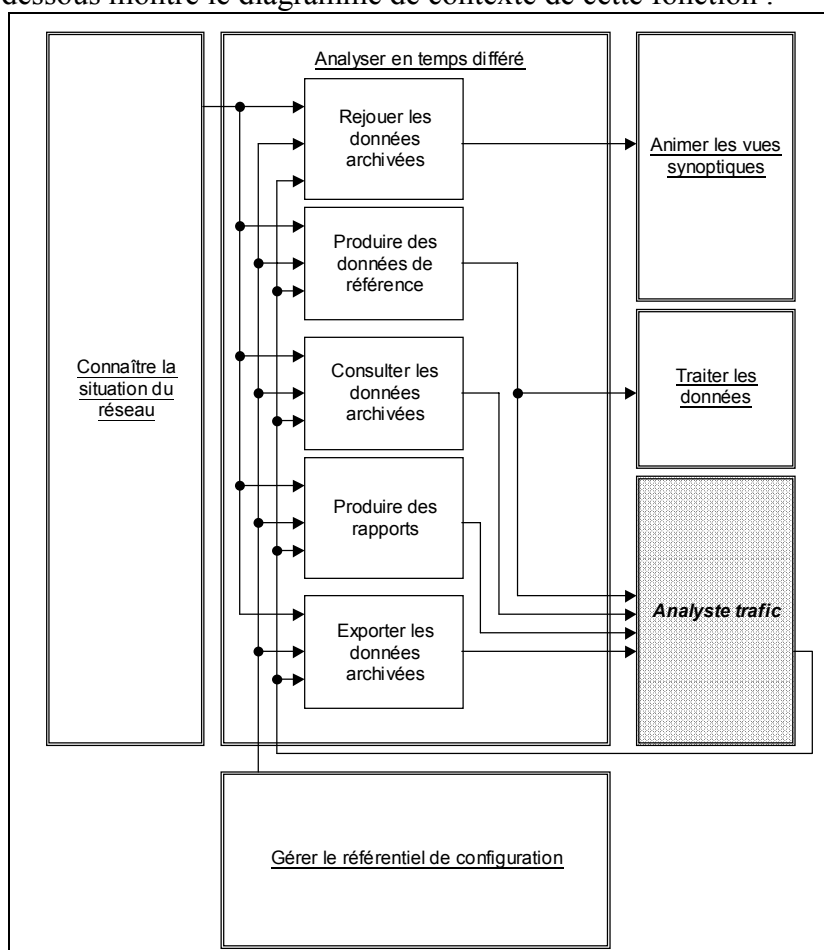 dessous montre le diagramme de contexte de cette fonction :
Analyser en temps différé
Rejouer les
données
archivées
Animer les vues
synoptiques
Produire des
données de
référence
Connaître la
situation du
réseau
Consulter les
données
archivées
Traiter les
données
Produire des
rapports
Analyste trafic
Exporter les
données
archivées
Gérer le référentiel de configuration